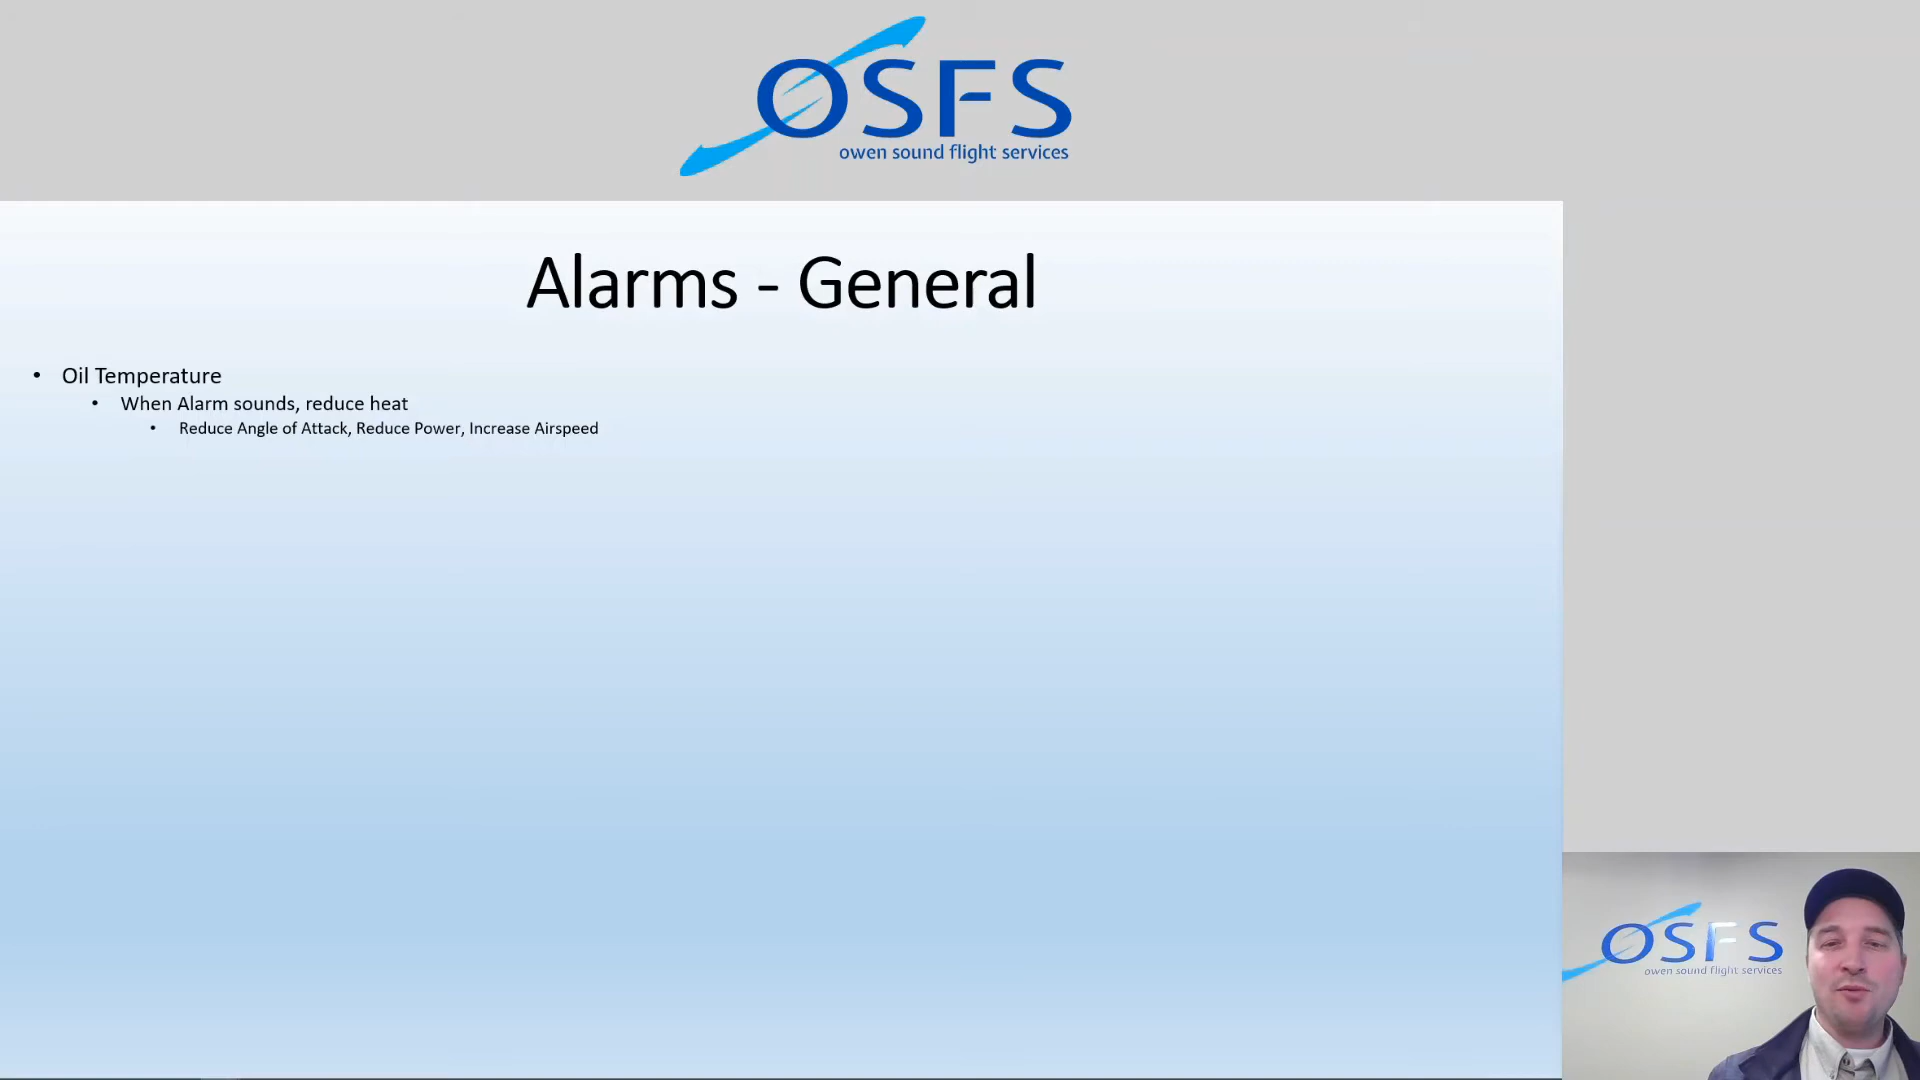 OSFS
owen sound flight services
Alarms - General
• Oil Temperature
• When Alarm sounds, reduce heat
• Reduce Angle of Attack, Reduce Power, Increase Airspeed
OSFS
owen sound flight services